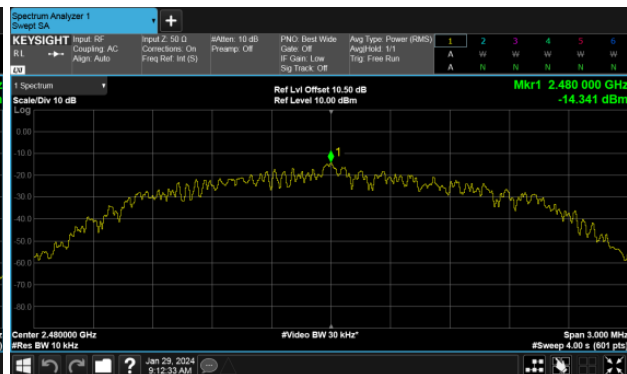 Spectrum Analyzer 1
Swept SA
+
KEYSIGHT Input: RF Input Z: 50 Ω #Atten: 10 dB PNO: Best Wide Avg Type: Power (RMS) 1 2 3 4 5 6
RL Coupling: AC Corrections: On Preamp: Off Gate: Off Avg|Hold: 1/1 A W W W W W
Align: Auto Freq Ref: Int (S) IF Gain: Low Trig: Free Run
Sig Track: Off A N N N N N
LXI
1 Spectrum Ref Lvl Offset 10.50 dB Mkr1 2.480 000 GHz
Scale/Div 10 dB Ref Level 10.00 dBm -14.341 dBm
Log
0.00
-10.0
1
-20.0
-30.0
-40.0
-50.0
-60.0
-70.0
-80.0
Center 2.480000 GHz #Video BW 30 kHz* Span 3.000 MHz
#Res BW 10 kHz #Sweep 4.00 s (601 pts)
? Jan 29, 2024
9:12:33 AM